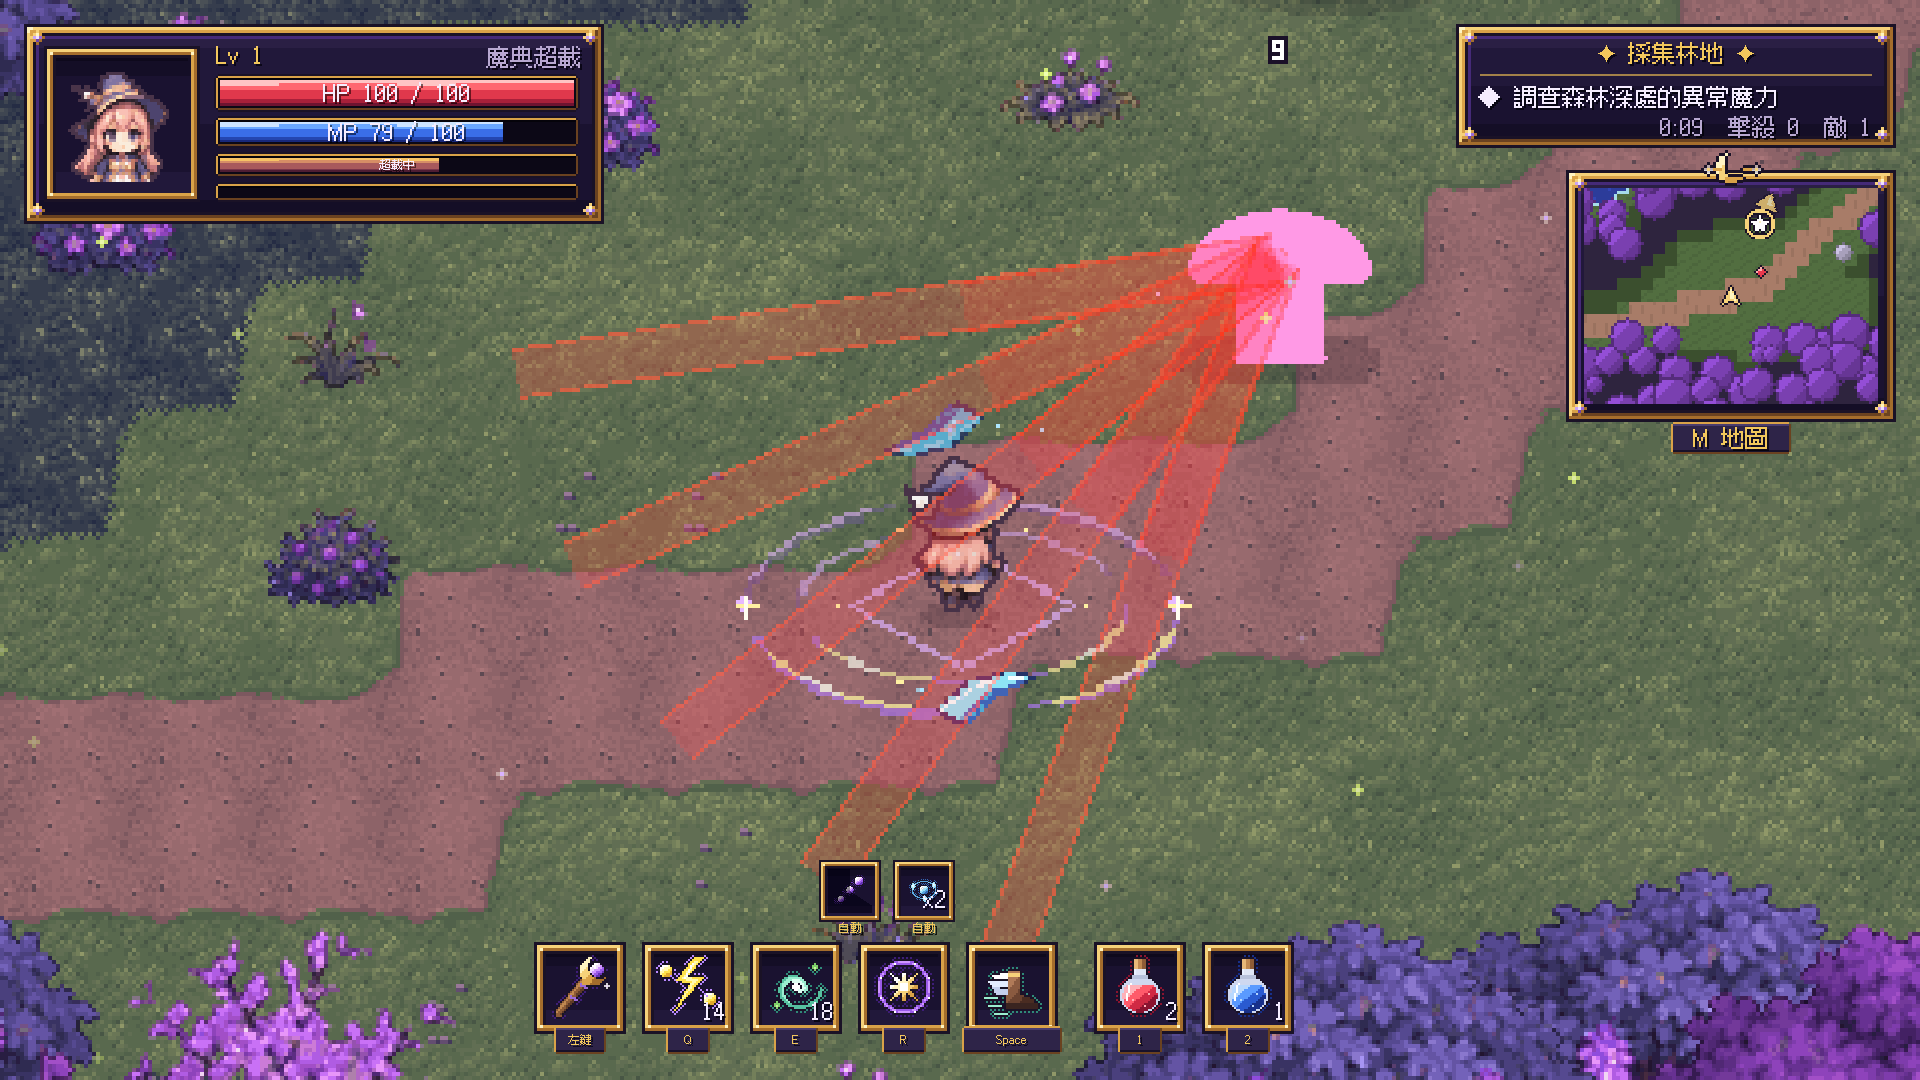 Lv 1
魔典超載
HP 100 / 100
MP 79 / 100
超載中
9
✦ 採集林地 ✦
◆ 調查森林深處的異常魔力
0:09 擊殺 0 敵 1
M 地圖
x2
自動
自動
14
18
2
1
左鍵
Q
E
R
Space
1
2